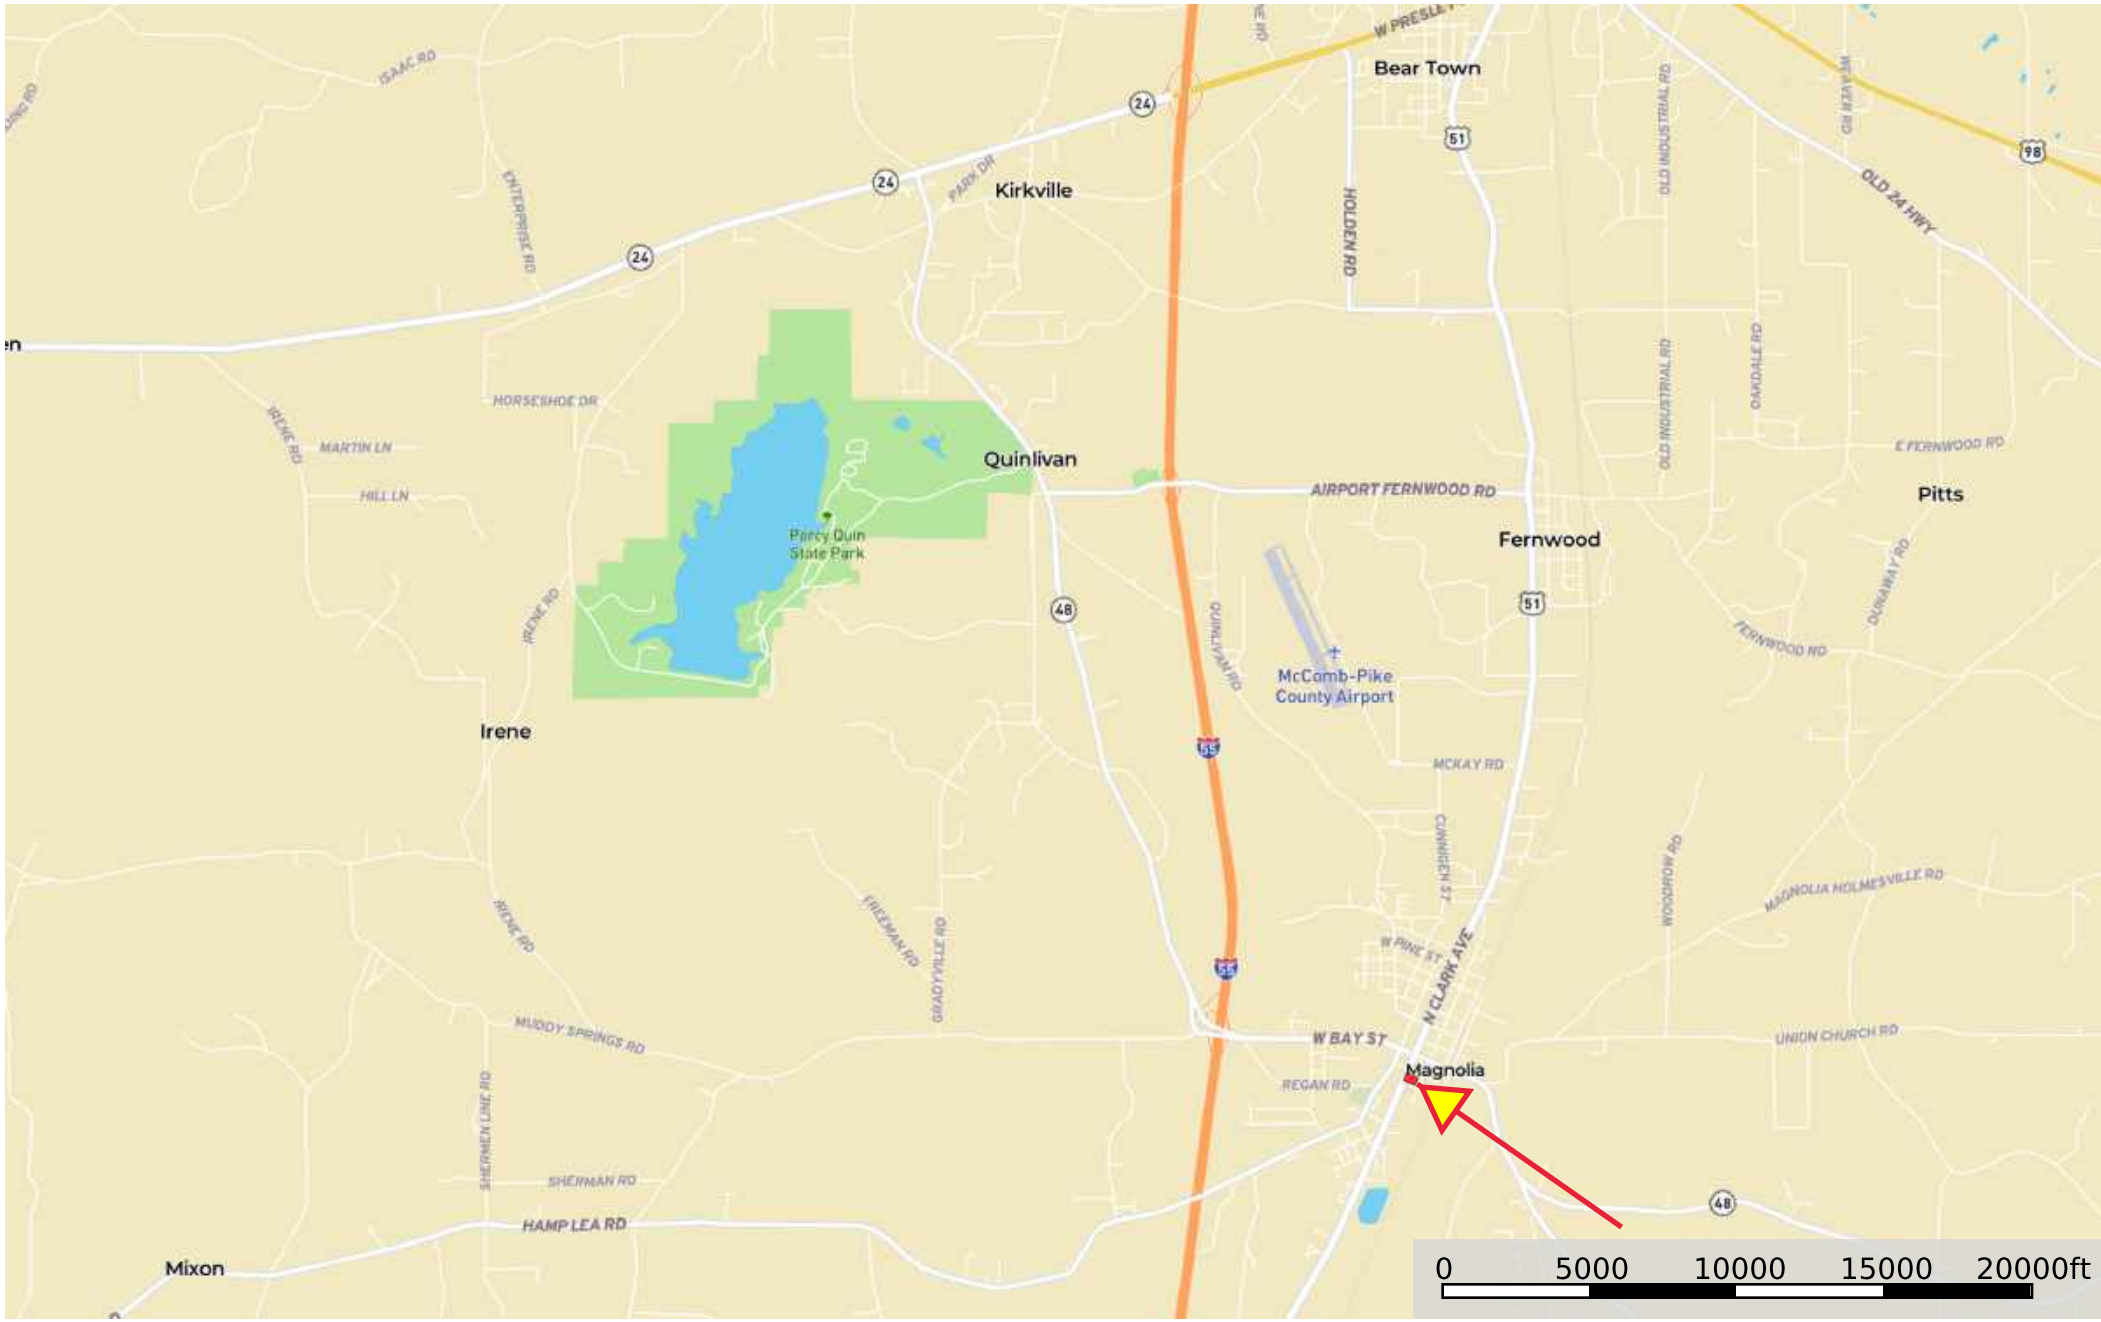 W PRESLEY
ISAAC RD
Bear Town
24
51
OLD INDUSTRIAL RD
WEAVER RD
98
24
PARK DR
Kirkville
ENTERPRISE RD
HOLDEN RD
OLD 24 HWY
24
en
HORSESHOE DR
IRENE RD
MARTIN LN
OLD INDUSTRIAL RD
OAKDALE RD
E FERNWOOD RD
Quinlivan
HILL LN
AIRPORT FERNWOOD RD
Pitts
Percy Quin
State Park
Fernwood
DUNAWAY RD
IRENE RD
48
51
QUINLIVAN RD
FERNWOOD RD
McComb-Pike
County Airport
Irene
55
MCKAY RD
CUNNIGEN ST
WOODROW RD
MAGNOLIA HOLMESVILLE RD
IRENE RD
FREEMAN RD
GRADYVILLE RD
W PINE ST
N CLARK AVE
55
MUDDY SPRINGS RD
W BAY ST
UNION CHURCH RD
Magnolia
REGAN RD
SHERMEN LINE RD
SHERMAN RD
48
HAMP LEA RD
Mixon
0 5000 10000 15000 20000ft